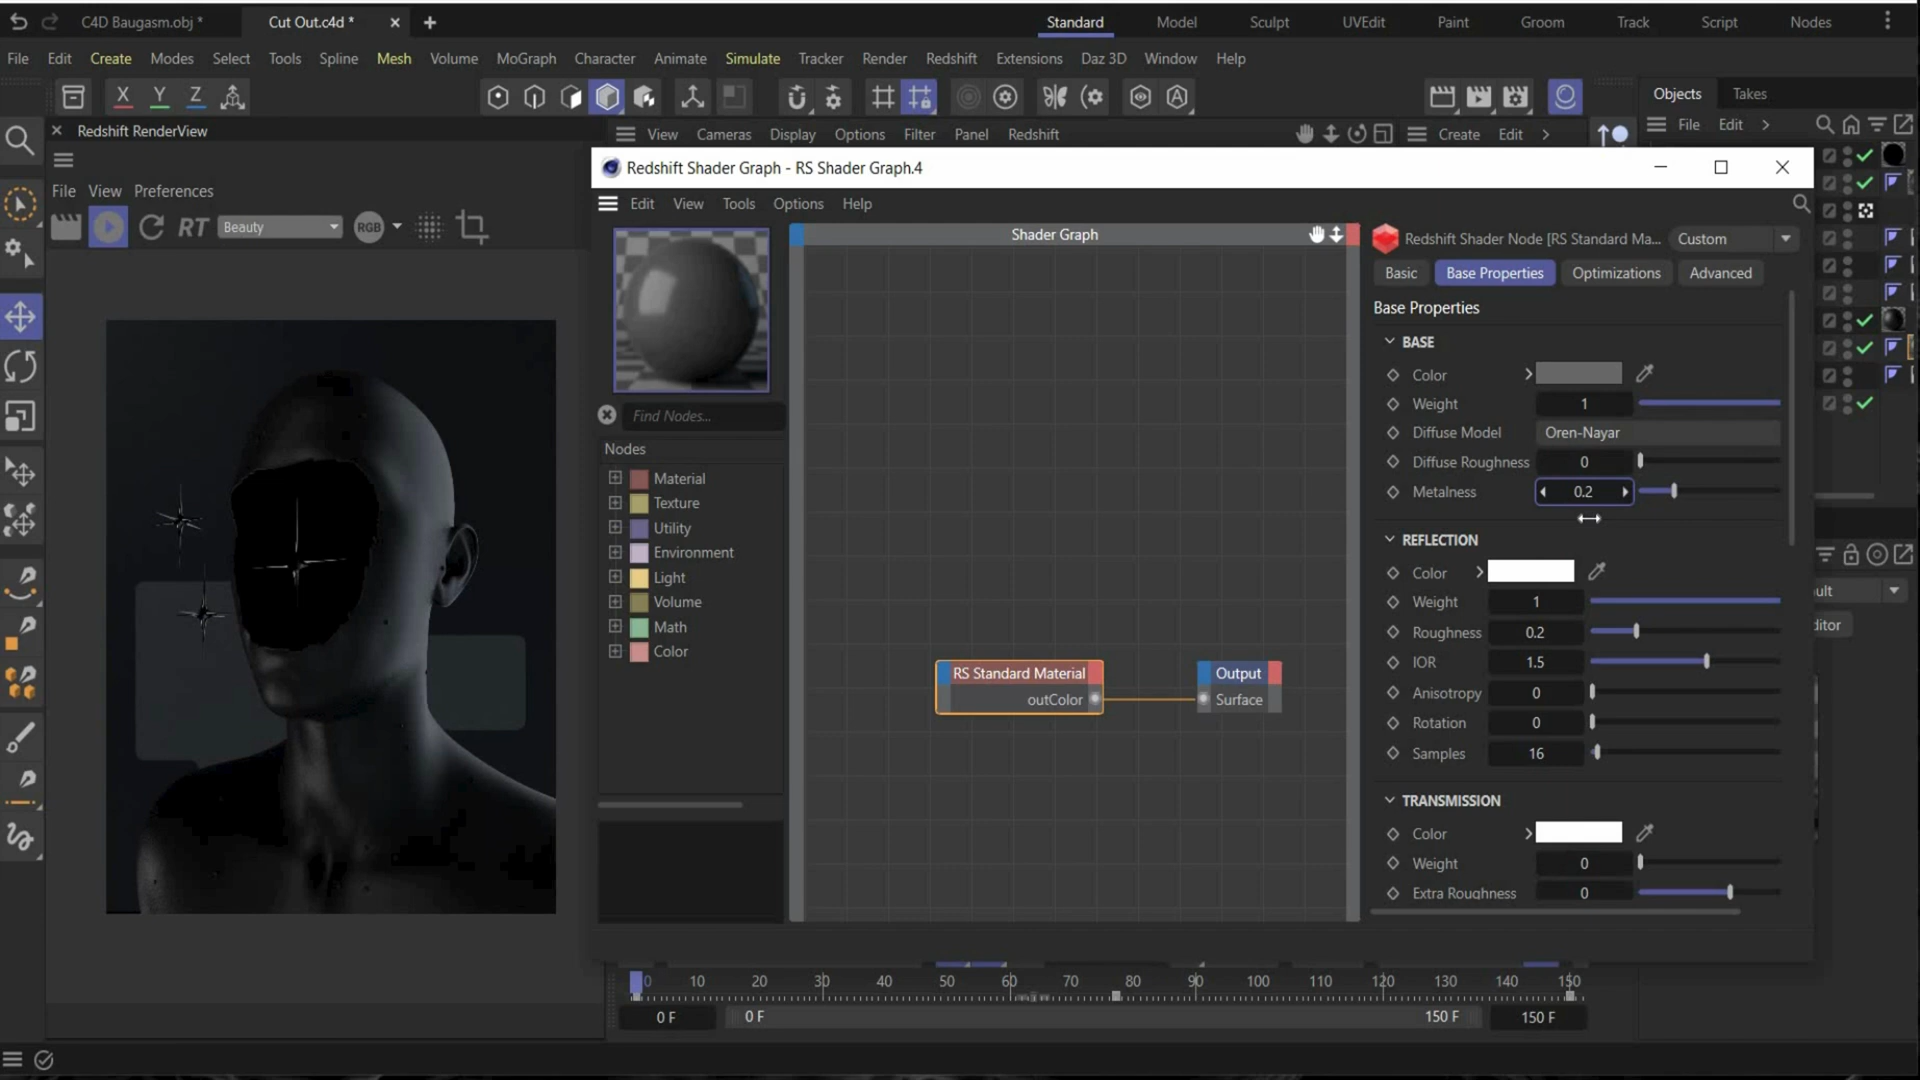 C4D Baugasm.obj *
Cut Out.c4d *
Standard
Model
Sculpt
UVEdit
Paint
Groom
Track
Script
Nodes
File Edit Create Modes Select Tools Spline Mesh Volume MoGraph Character Animate Simulate Tracker Render Redshift Extensions Daz 3D Window Help
X Y Z
Objects Takes
Redshift RenderView
View Cameras Display Options Filter Panel Redshift
Create Edit
File Edit
File View Preferences
RT Beauty RGB
Redshift Shader Graph - RS Shader Graph.4
Edit View Tools Options Help
Shader Graph
Find Nodes...
Nodes
Material
Texture
Utility
Environment
Light
Volume
Math
Color
RS Standard Material
outColor
Output
Surface
Redshift Shader Node [RS Standard Ma...
Custom
Basic Base Properties Optimizations Advanced
Base Properties
BASE
Color
Weight 1
Diffuse Model Oren-Nayar
Diffuse Roughness 0
Metalness 0.2
REFLECTION
Color
Weight 1
Roughness 0.2
IOR 1.5
Anisotropy 0
Rotation 0
Samples 16
TRANSMISSION
Color
Weight 0
Extra Roughness 0
ult
ditor
0 10 20 30 40 50 60 70 80 90 100 110 120 130 140 150
0 F
0 F
150 F
150 F